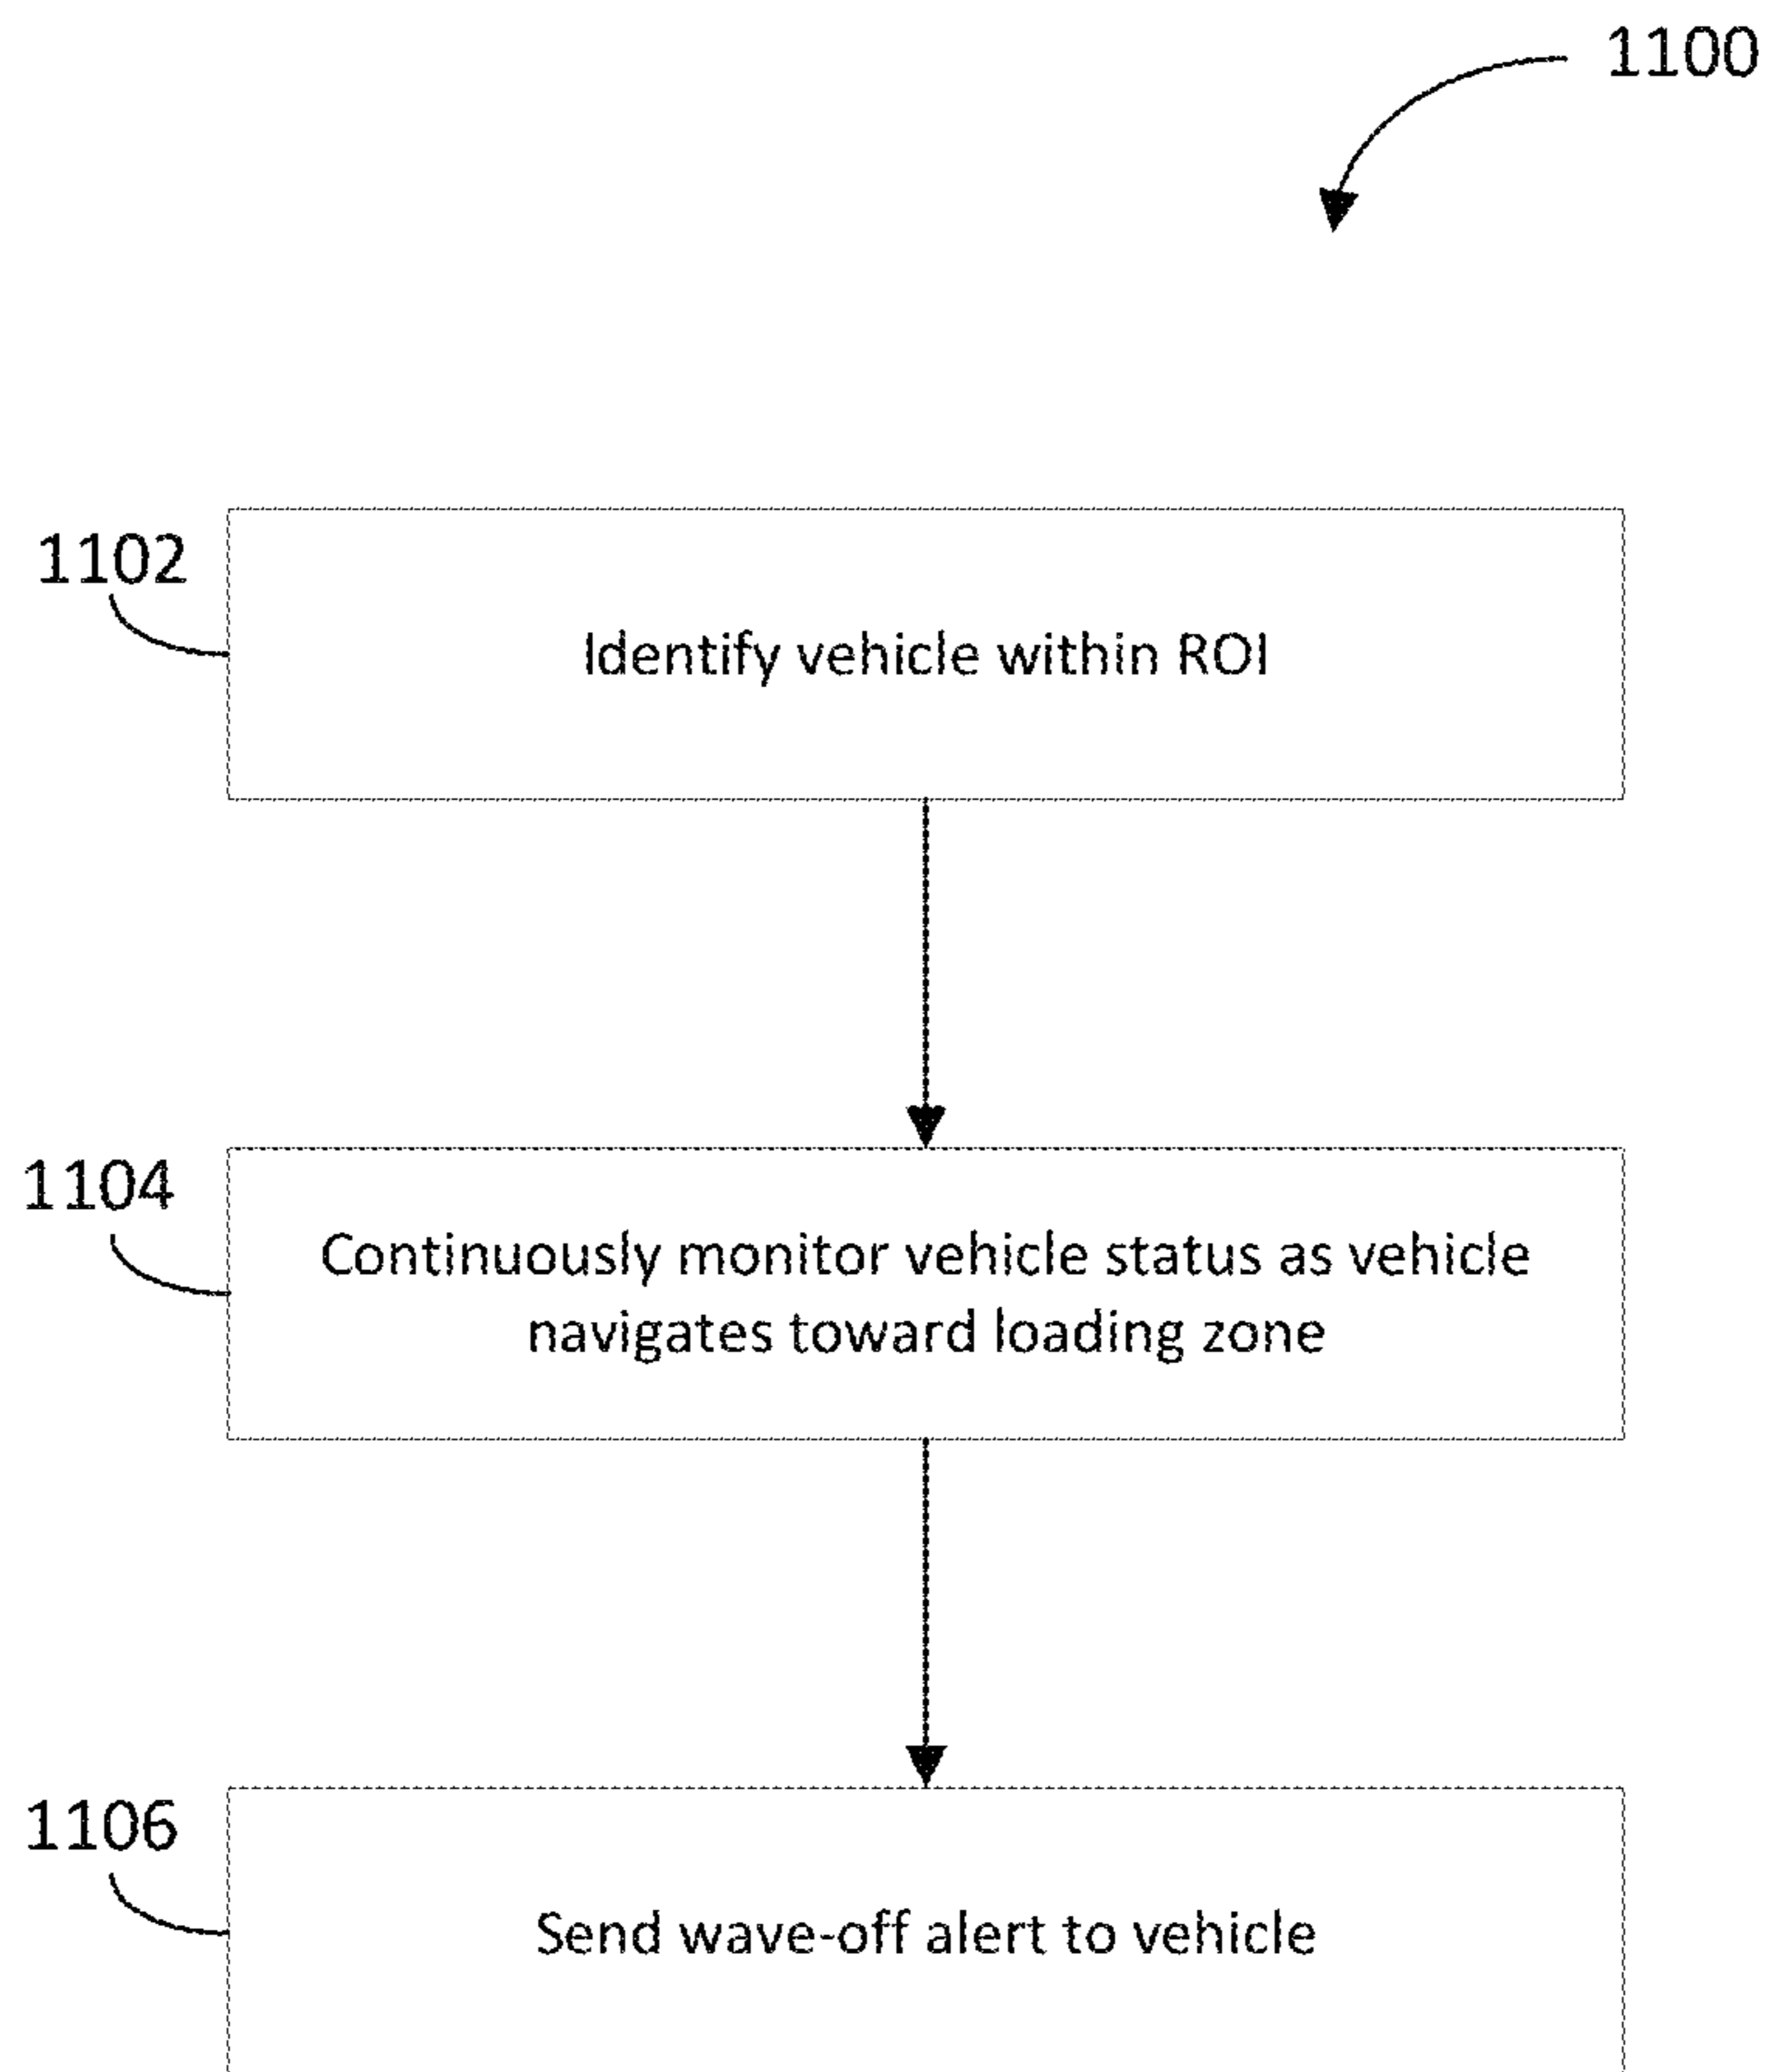 1100
1102
Identify vehicle within ROI
1104
Continuously monitor vehicle status as vehicle
navigates toward loading zone
1106
Send wave-off alert to vehicle